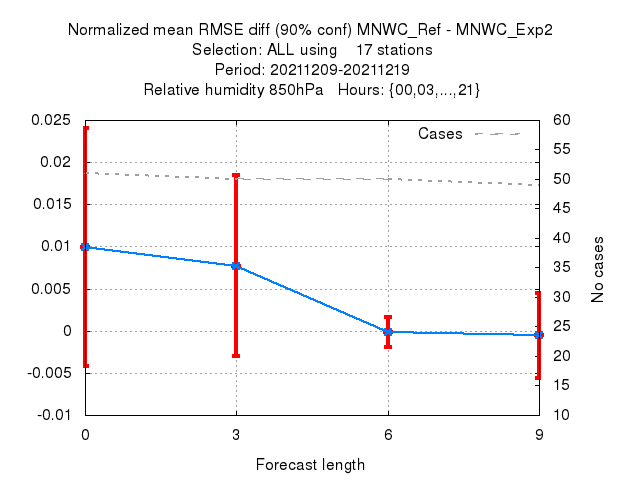 Normalized mean RMSE diff (90% conf) MNWC_Ref - MNWC_Exp2
Selection: ALL using 17 stations
Period: 20211209-20211219
Relative humidity 850hPa Hours: {00,03,...,21}
Cases
0.025
0.02
0.015
0.01
0.005
0
-0.005
-0.01
60
55
50
45
40
35
30
25
20
15
10
No cases
0 3 6 9
Forecast length